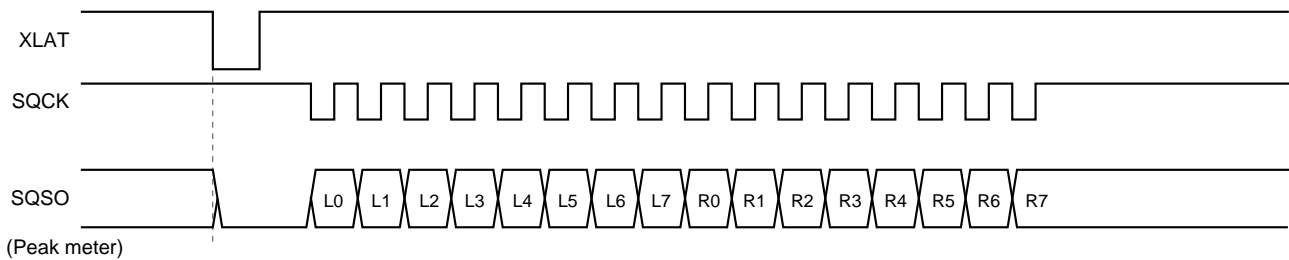 XLAT
SQCK
SQSO
L0 L1 L2 L3 L4 L5 L6 L7 R0 R1 R2 R3 R4 R5 R6 R7
(Peak meter)